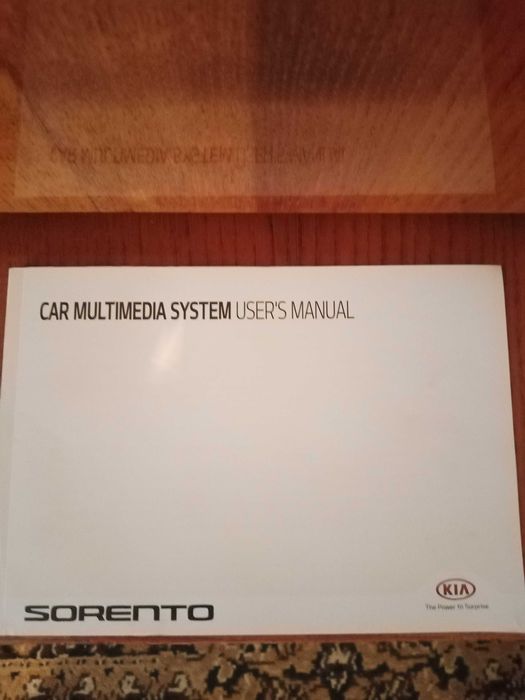 CAR MULTIMEDIA SYSTEM USER'S MANUAL
SORENTO
KIA
The Power to Surprise